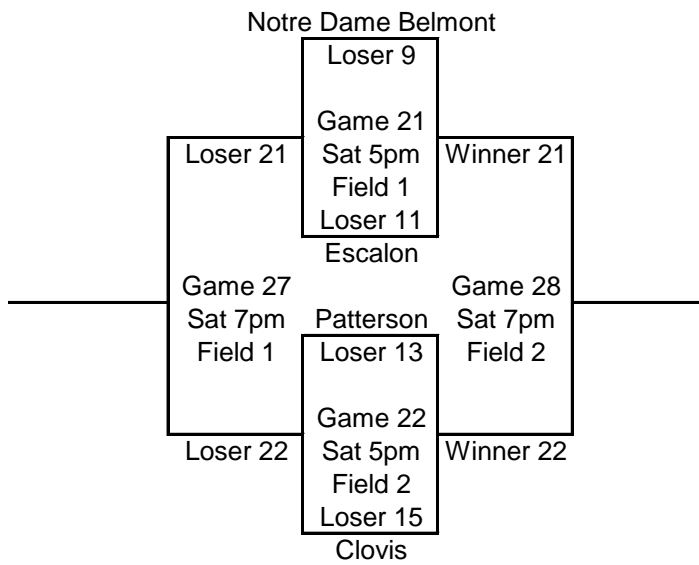 Notre Dame Belmont
Loser 9
Game 21
Loser 21 Sat 5pm Winner 21
Field 1
Loser 11
Escalon
Game 27 Game 28
Sat 7pm Patterson Sat 7pm
Field 1 Loser 13 Field 2
Game 22
Loser 22 Sat 5pm Winner 22
Field 2
Loser 15
Clovis